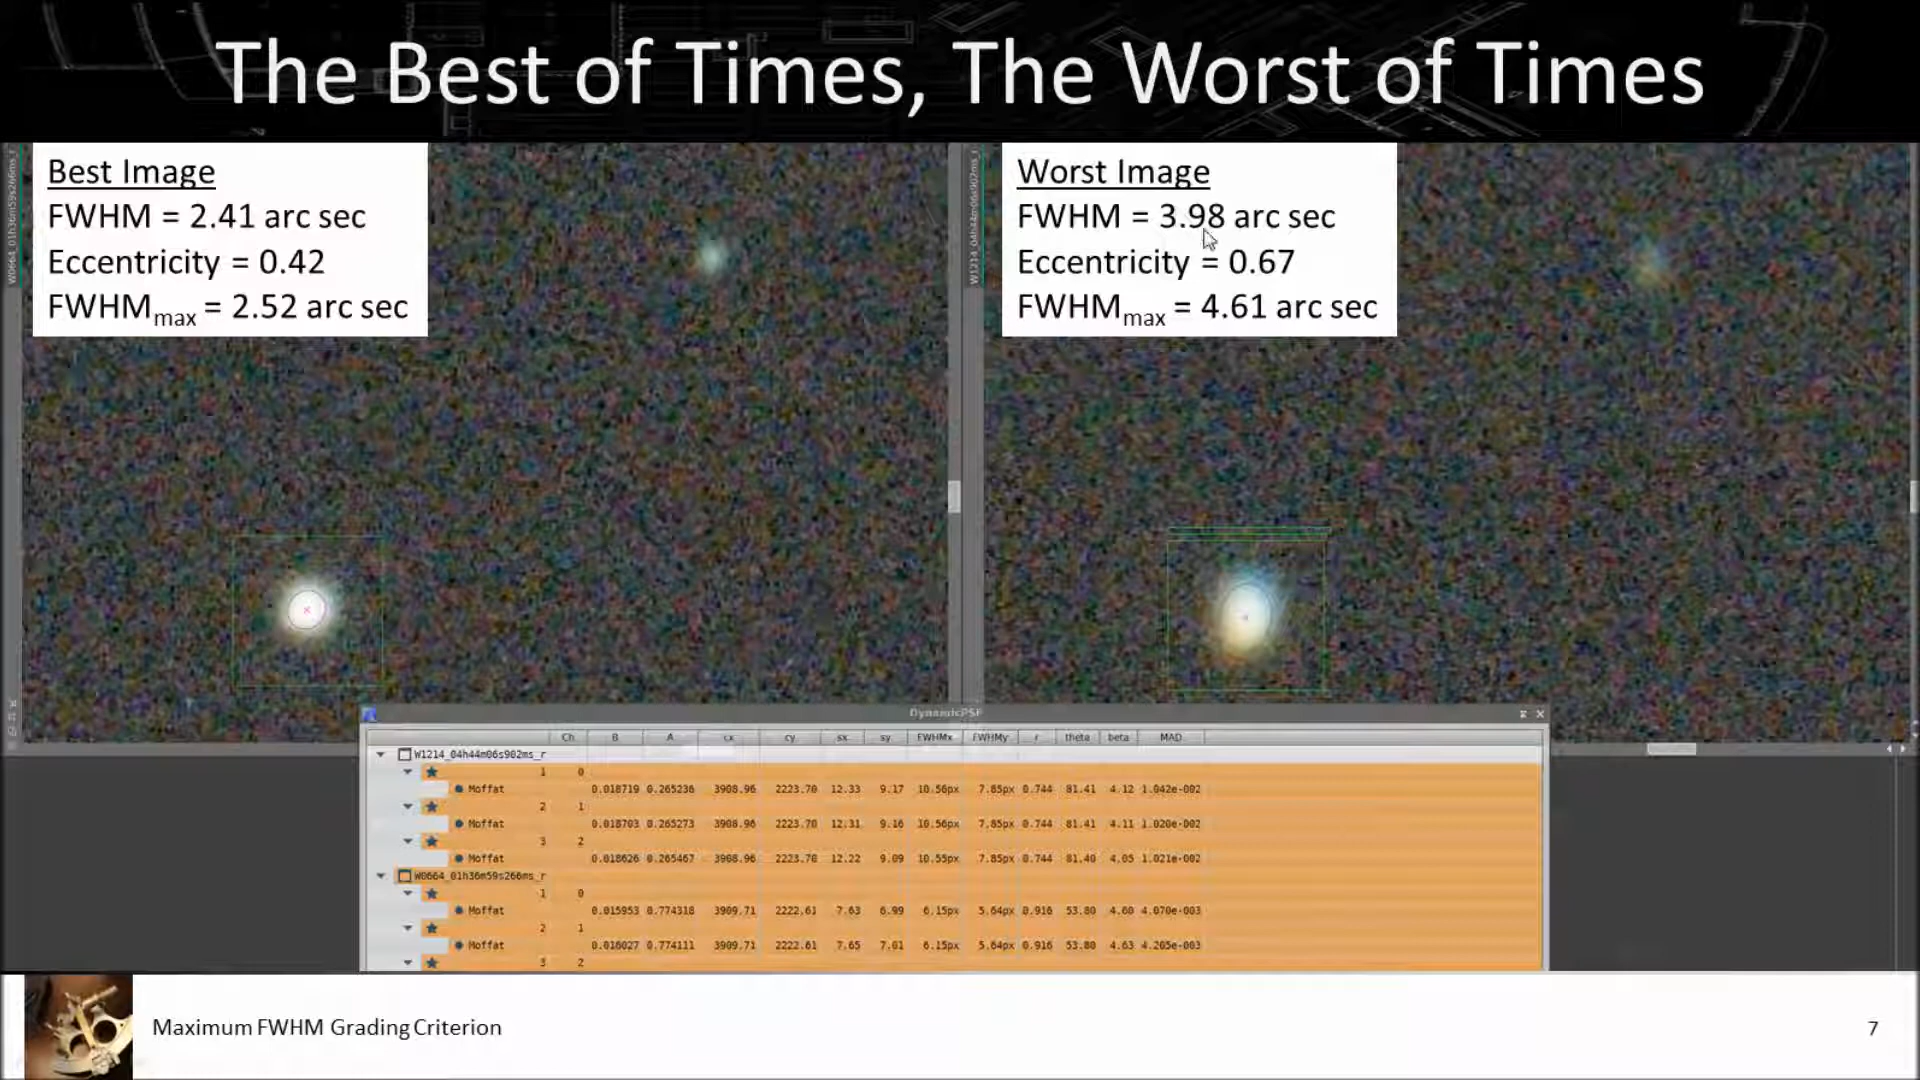 The Best of Times, The Worst of Times
Best Image
FWHM = 2.41 arc sec
Eccentricity = 0.42
FWHMmax = 2.52 arc sec
Worst Image
FWHM = 3.98 arc sec
Eccentricity = 0.67
FWHMmax = 4.61 arc sec
W0664_01h36m59s266ms_r
W1214_04h44m06s902ms_r
DynamicPSF
Ch B A cx cy sx sy FWHMx FWHMy r theta beta MAD
W1214_04h44m06s902ms_r
1 0
Moffat 0.018719 0.265236 3908.96 2223.70 12.33 9.17 10.56px 7.85px 0.744 81.41 4.12 1.042e-002
2 1
Moffat 0.018703 0.265273 3908.96 2223.70 12.31 9.16 10.56px 7.85px 0.744 81.41 4.11 1.020e-002
3 2
Moffat 0.018626 0.265467 3908.96 2223.70 12.22 9.09 10.55px 7.85px 0.744 81.40 4.05 1.021e-002
W0664_01h36m59s266ms_r
1 0
Moffat 0.015953 0.774318 3909.71 2222.61 7.63 6.99 6.15px 5.64px 0.916 53.80 4.60 4.070e-003
2 1
Moffat 0.016027 0.774111 3909.71 2222.61 7.65 7.01 6.15px 5.64px 0.916 53.80 4.63 4.205e-003
3 2
Maximum FWHM Grading Criterion
7